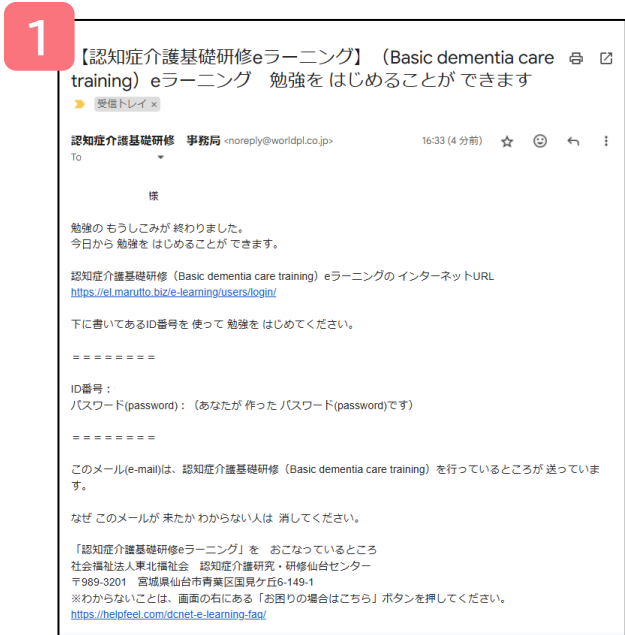 1
【認知症介護基礎研修eラーニング】（Basic dementia care
training）eラーニング　勉強を はじめることが できます
受信トレイ ×
認知症介護基礎研修　事務局 <noreply@worldpl.co.jp>
16:33 (4 分前)
To
様
勉強の もうしこみが 終わりました。
今日から 勉強を はじめることが できます。
認知症介護基礎研修（Basic dementia care training）eラーニングの インターネットURL
https://el.marutto.biz/e-learning/users/login/
下に書いてあるID番号を 使って 勉強を はじめてください。
＝＝＝＝＝＝＝＝
ID番号：
パスワード(password)：（あなたが 作った パスワード(password)です）
＝＝＝＝＝＝＝＝
このメール(e-mail)は、認知症介護基礎研修（Basic dementia care training）を行っているところが 送っていま
す。
なぜ このメールが 来たか わからない人は 消してください。
「認知症介護基礎研修eラーニング」を　おこなっているところ
社会福祉法人東北福祉会　認知症介護研究・研修仙台センター
〒989-3201　宮城県仙台市青葉区国見ケ丘6-149-1
※わからないことは、画面の右にある「お困りの場合はこちら」ボタンを押してください。
https://helpfeel.com/dcnet-e-learning-faq/